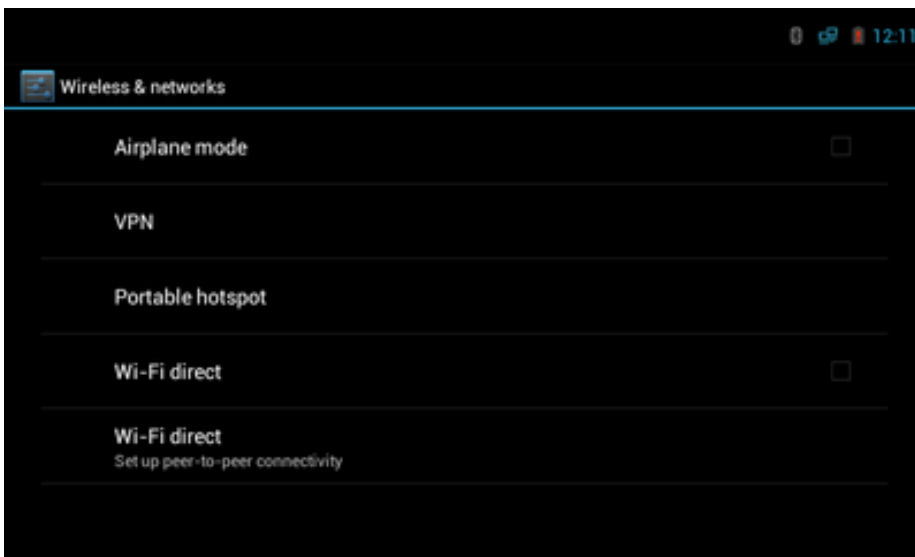 12:11
Wireless & networks
Airplane mode
VPN
Portable hotspot
Wi-Fi direct
Wi-Fi direct
Set up peer-to-peer connectivity